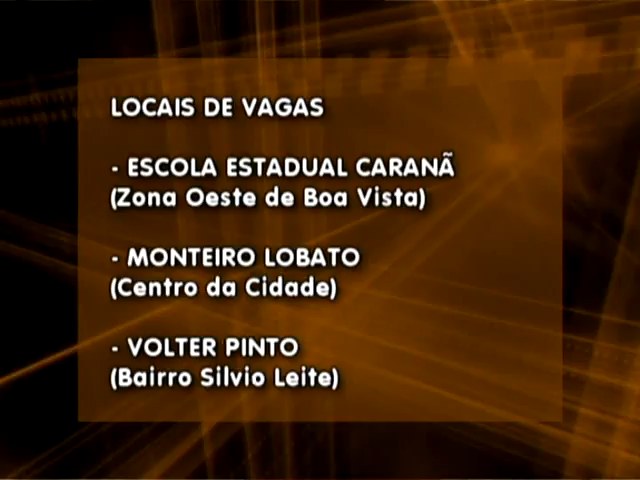 LOCAIS DE VAGAS
- ESCOLA ESTADUAL CARANÃ
(Zona Oeste de Boa Vista)
- MONTEIRO LOBATO
(Centro da Cidade)
- VOLTER PINTO
(Bairro Silvio Leite)